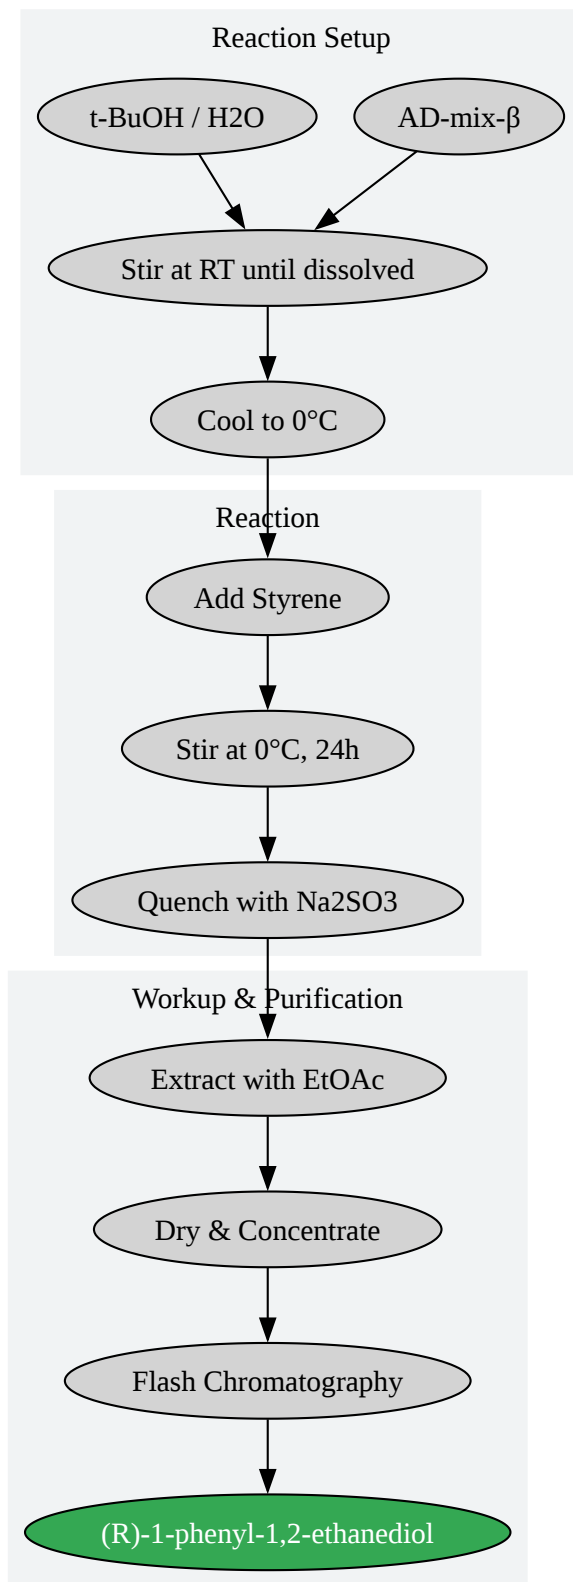 Reaction Setup
t-BuOH / H2O
AD-mix-β
Stir at RT until dissolved
Cool to 0°C
Reaction
Add Styrene
Stir at 0°C, 24h
Quench with Na2SO3
Workup & Purification
Extract with EtOAc
Dry & Concentrate
Flash Chromatography
(R)-1-phenyl-1,2-ethanediol